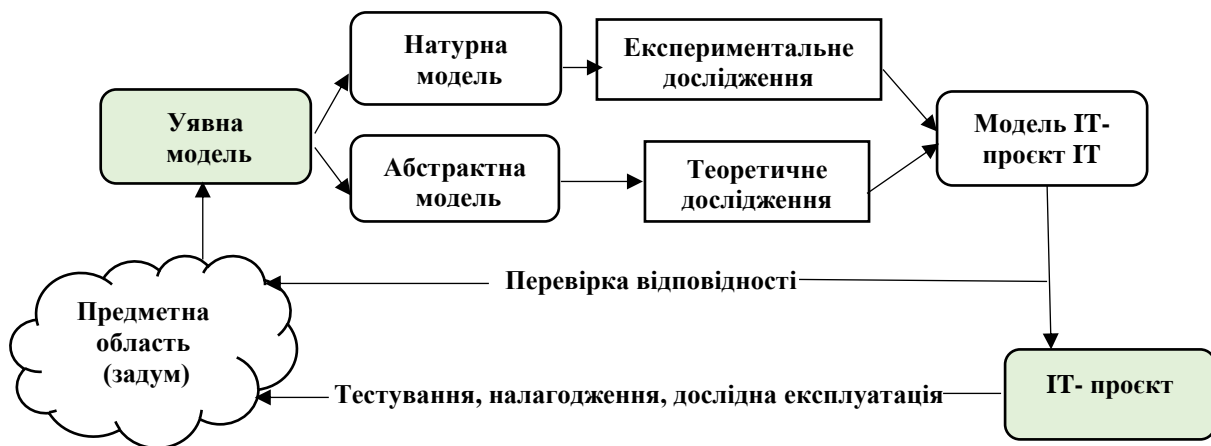 Натурна
модель
Експериментальне
дослідження
Уявна
модель
Модель ІТ-
проєкт ІТ
Абстрактна
модель
Теоретичне
дослідження
Перевірка відповідності
Предметна
область
(задум)
ІТ- проєкт
Тестування, налагодження, дослідна експлуатація